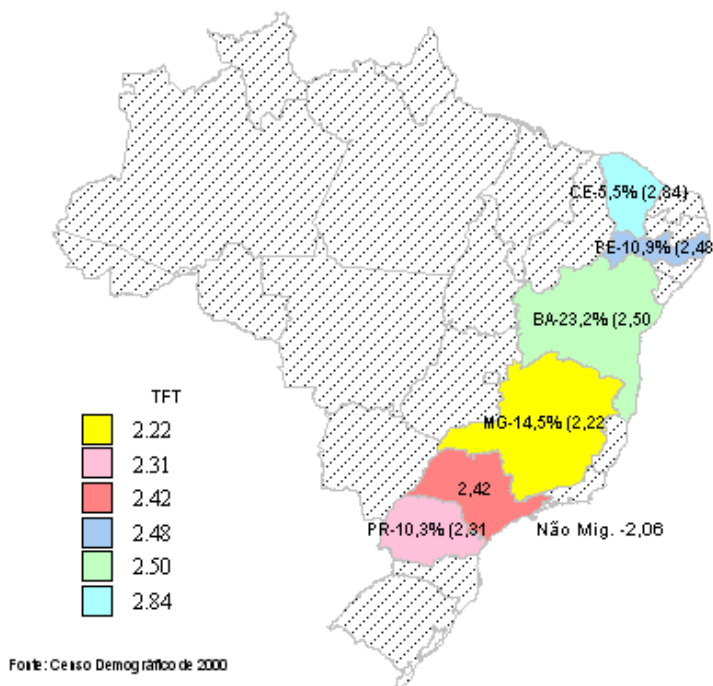 CE-5,5% (2,84)
PE-10,9% (2,48
BA-23,2% (2,50
MG-14,5% (2,22
2,42
PR-10,3% (2,31
Não Mig. -2,06
TFT
2.22
2.31
2.42
2.48
2.50
2.84
Fonte: Censo Demográfico de 2000